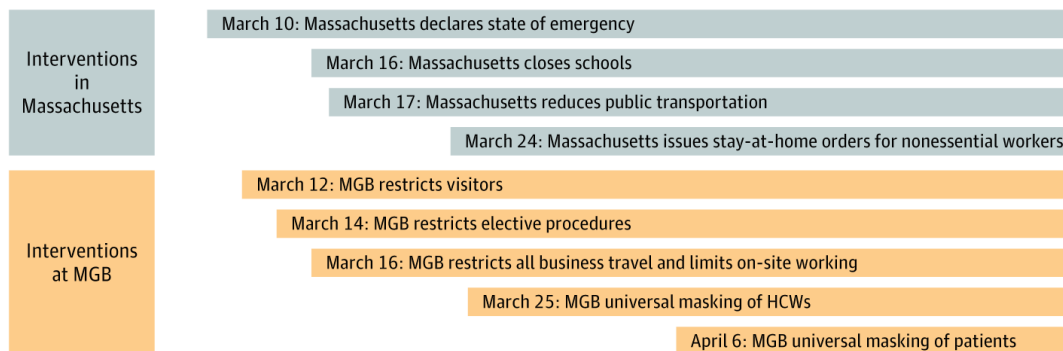 Interventions
in
Massachusetts
March 10: Massachusetts declares state of emergency
March 16: Massachusetts closes schools
March 17: Massachusetts reduces public transportation
March 24: Massachusetts issues stay-at-home orders for nonessential workers
Interventions
at MGB
March 12: MGB restricts visitors
March 14: MGB restricts elective procedures
March 16: MGB restricts all business travel and limits on-site working
March 25: MGB universal masking of HCWs
April 6: MGB universal masking of patients